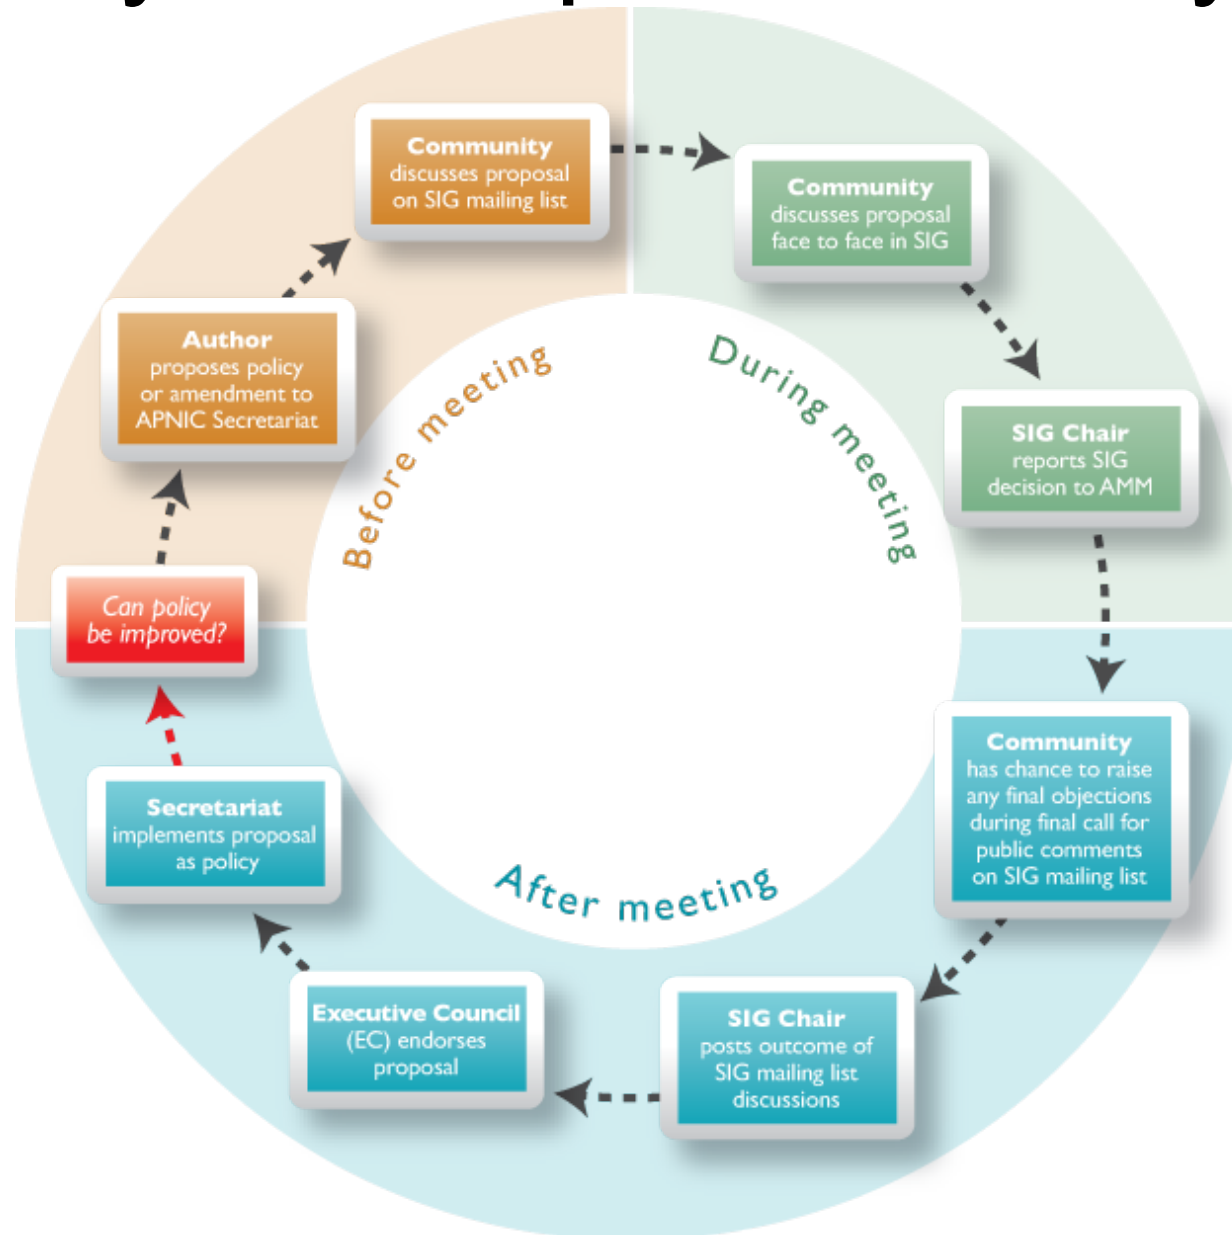 Community
discusses proposal
on SIG mailing list
Community
discusses proposal
face to face in SIG
Author
proposes policy
or amendment to
APNIC Secretariat
Before meeting
During meeting
SIG Chair
reports SIG
decision to AMM
Can policy
be improved?
Community
has chance to raise
any final objections
during final call for
public comments
on SIG mailing list
Secretariat
implements proposal
as policy
After meeting
Executive Council
(EC) endorses
proposal
SIG Chair
posts outcome of
SIG mailing list
discussions